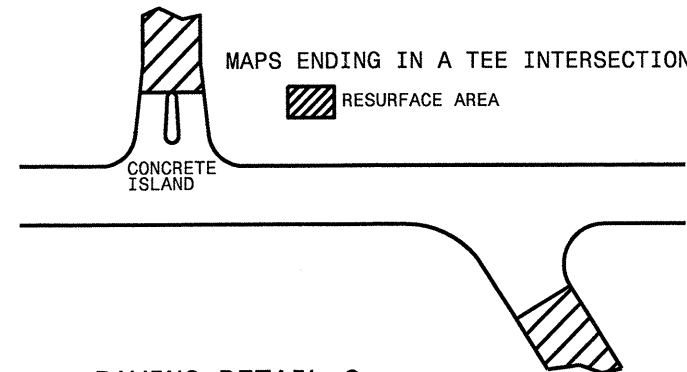 MAPS ENDING IN A TEE INTERSECTION
RESURFACE AREA
CONCRETE
ISLAND